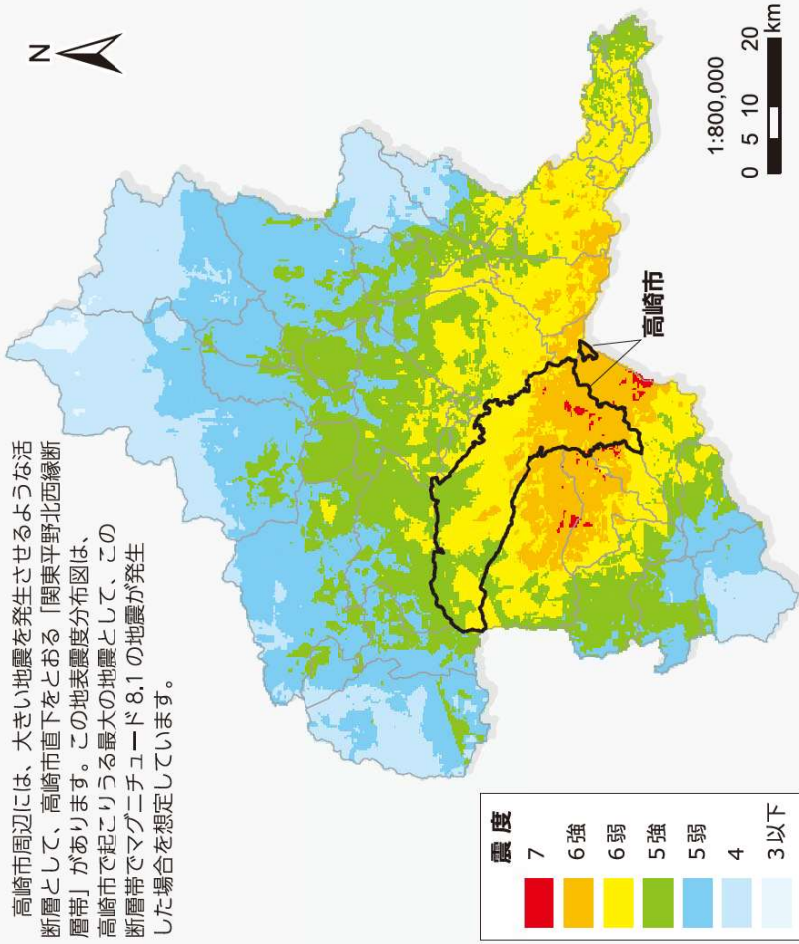 高崎市周辺には、大きい地震を発生させるような活
断層として、高崎市直下をとおる「関東平野北西縁断
層帯」があります。この地表震度分布図は、
高崎市で起こりうる最大の地震として、この
断層帯でマグニチュード8.1の地震が発生
した場合を想定しています。
N
高崎市
震度
7
6強
6弱
5強
5弱
4
3以下
1:800,000
0 5 10 20
km